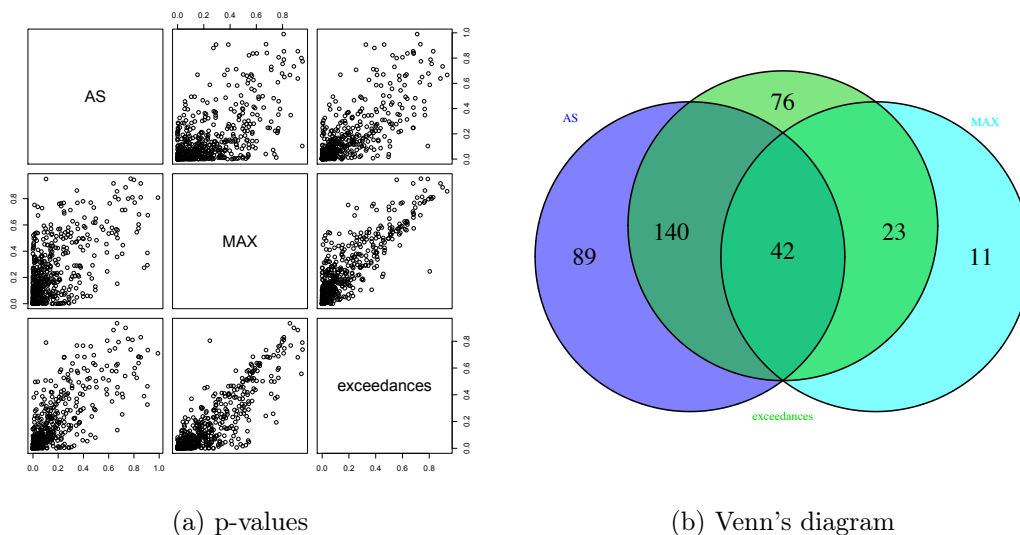 0.0 0.2 0.4 0.6 0.8
AS
0.0 0.2 0.4 0.6 0.8 1.0
0.0 0.2 0.4 0.6 0.8
MAX
exceedances
0.0 0.2 0.4 0.6 0.8
0.0 0.2 0.4 0.6 0.8 1.0
0.0 0.2 0.4 0.6 0.8
(a) p-values
AS
76
MAX
89
140
42
23
11
exceedances
(b) Venn's diagram